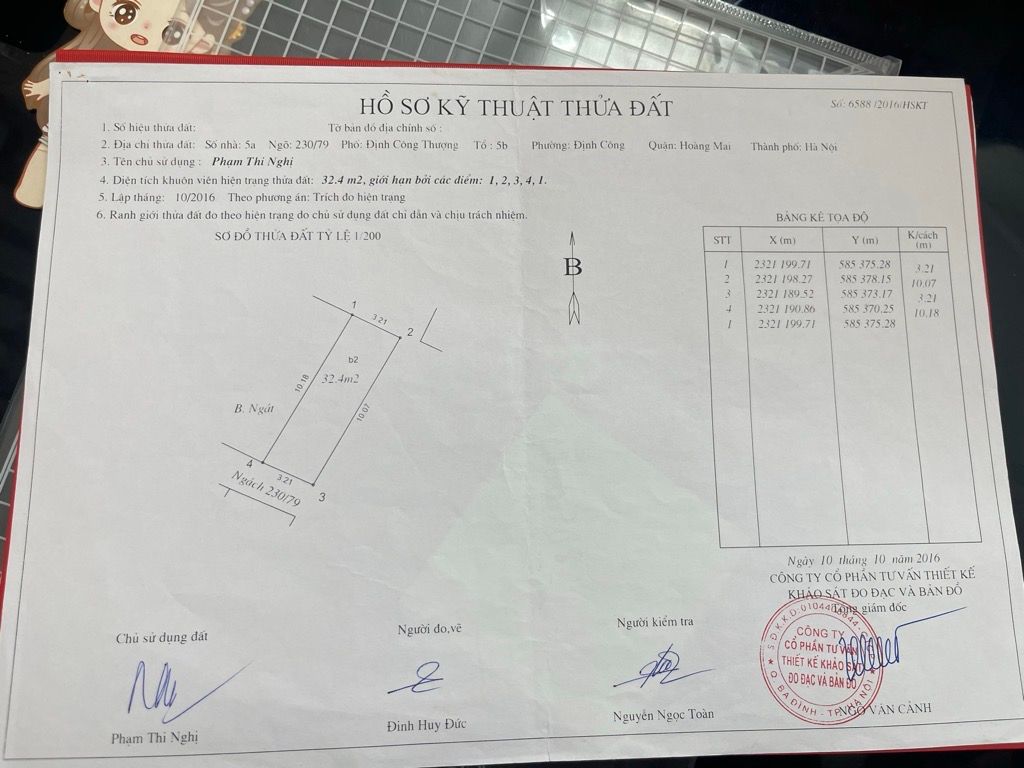 HỒ SƠ KỸ THUẬT THỬA ĐẤT
Số: 6588 /2016/HSKT
1. Số hiệu thửa đất: Tờ bản đồ địa chính số :
2. Địa chỉ thửa đất: Số nhà: 5a Ngõ: 230/79 Phố: Định Công Thượng Tổ : 5b Phường: Định Công Quận: Hoàng Mai Thành phố: Hà Nội
3. Tên chủ sử dụng : Phạm Thị Nghị
4. Diện tích khuôn viên hiện trạng thửa đất: 32.4 m2, giới hạn bởi các điểm: 1, 2, 3, 4, 1.
5. Lập tháng: 10/2016 Theo phương án: Trích đo hiện trạng
6. Ranh giới thửa đất đo theo hiện trạng do chủ sử dụng đất chỉ dẫn và chịu trách nhiệm.
SƠ ĐỒ THỬA ĐẤT TỶ LỆ 1/200
B
1
3.21
2
b2
32.4m2
10.18
10.07
B. Ngát
4
3.21
3
Ngách 230/79
BẢNG KÊ TỌA ĐỘ
STT X (m) Y (m) K/cách (m)
1 2321 199.71 585 375.28
3.21
2 2321 198.27 585 378.15
10.07
3 2321 189.52 585 373.17
3.21
4 2321 190.86 585 370.25
10.18
1 2321 199.71 585 375.28
Ngày 10 tháng 10 năm 2016
CÔNG TY CỔ PHẦN TƯ VẤN THIẾT KẾ
KHẢO SÁT ĐO ĐẠC VÀ BẢN ĐỒ
Tổng giám đốc
CÔNG TY
CỔ PHẦN TƯ VẤN
THIẾT KẾ KHẢO SÁT
ĐO ĐẠC VÀ BẢN ĐỒ
Q. BA ĐÌNH - TP. HÀ NỘI
NGÔ VĂN CẢNH
Chủ sử dụng đất
Phạm Thị Nghị
Người đo,vẽ
Đinh Huy Đức
Người kiểm tra
Nguyễn Ngọc Toàn